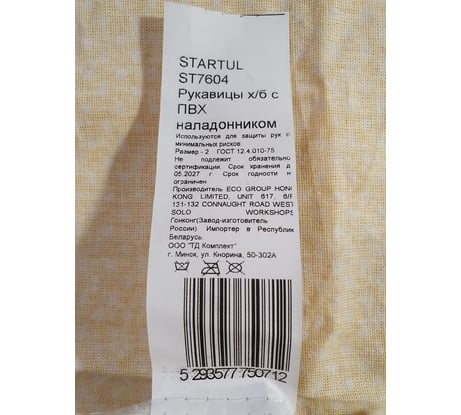 STARTUL
ST7604
Рукавицы х/б с
ПВХ
наладонником
Используются для защиты рук с
минимальных рисков.
Размер - 2 ГОСТ 12.4.010-75
Не подлежит обязательно
сертификации. Срок хранения д
05.2027 г. Срок годности н
ограничен
Производитель ECO GROUP HONG
KONG LIMITED, UNIT 617, 6/F
131-132 CONNAUGHT ROAD WEST
SOLO WORKSHOPS
Гонконг(Завод-изготовитель
России). Импортер в Республик
Беларусь:
ООО "ТД Комплект"
г. Минск, ул. Кнорина, 50-302А
5 293577 750712